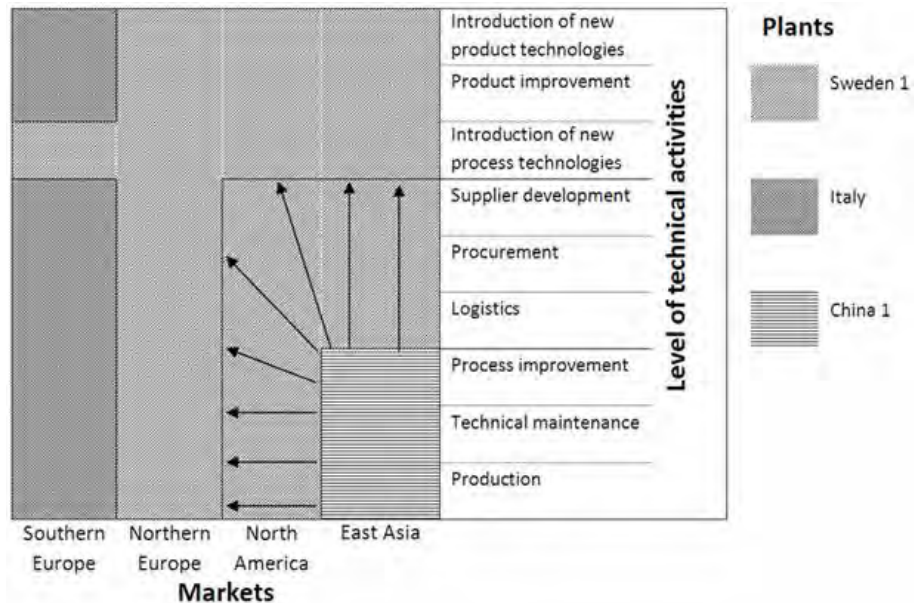 Introduction of new
product technologies
Product improvement
Introduction of new
process technologies
Supplier development
Procurement
Logistics
Process improvement
Technical maintenance
Production
Level of technical activities
Plants
Sweden 1
Italy
China 1
Southern
Europe
Northern
Europe
North
America
East Asia
Markets